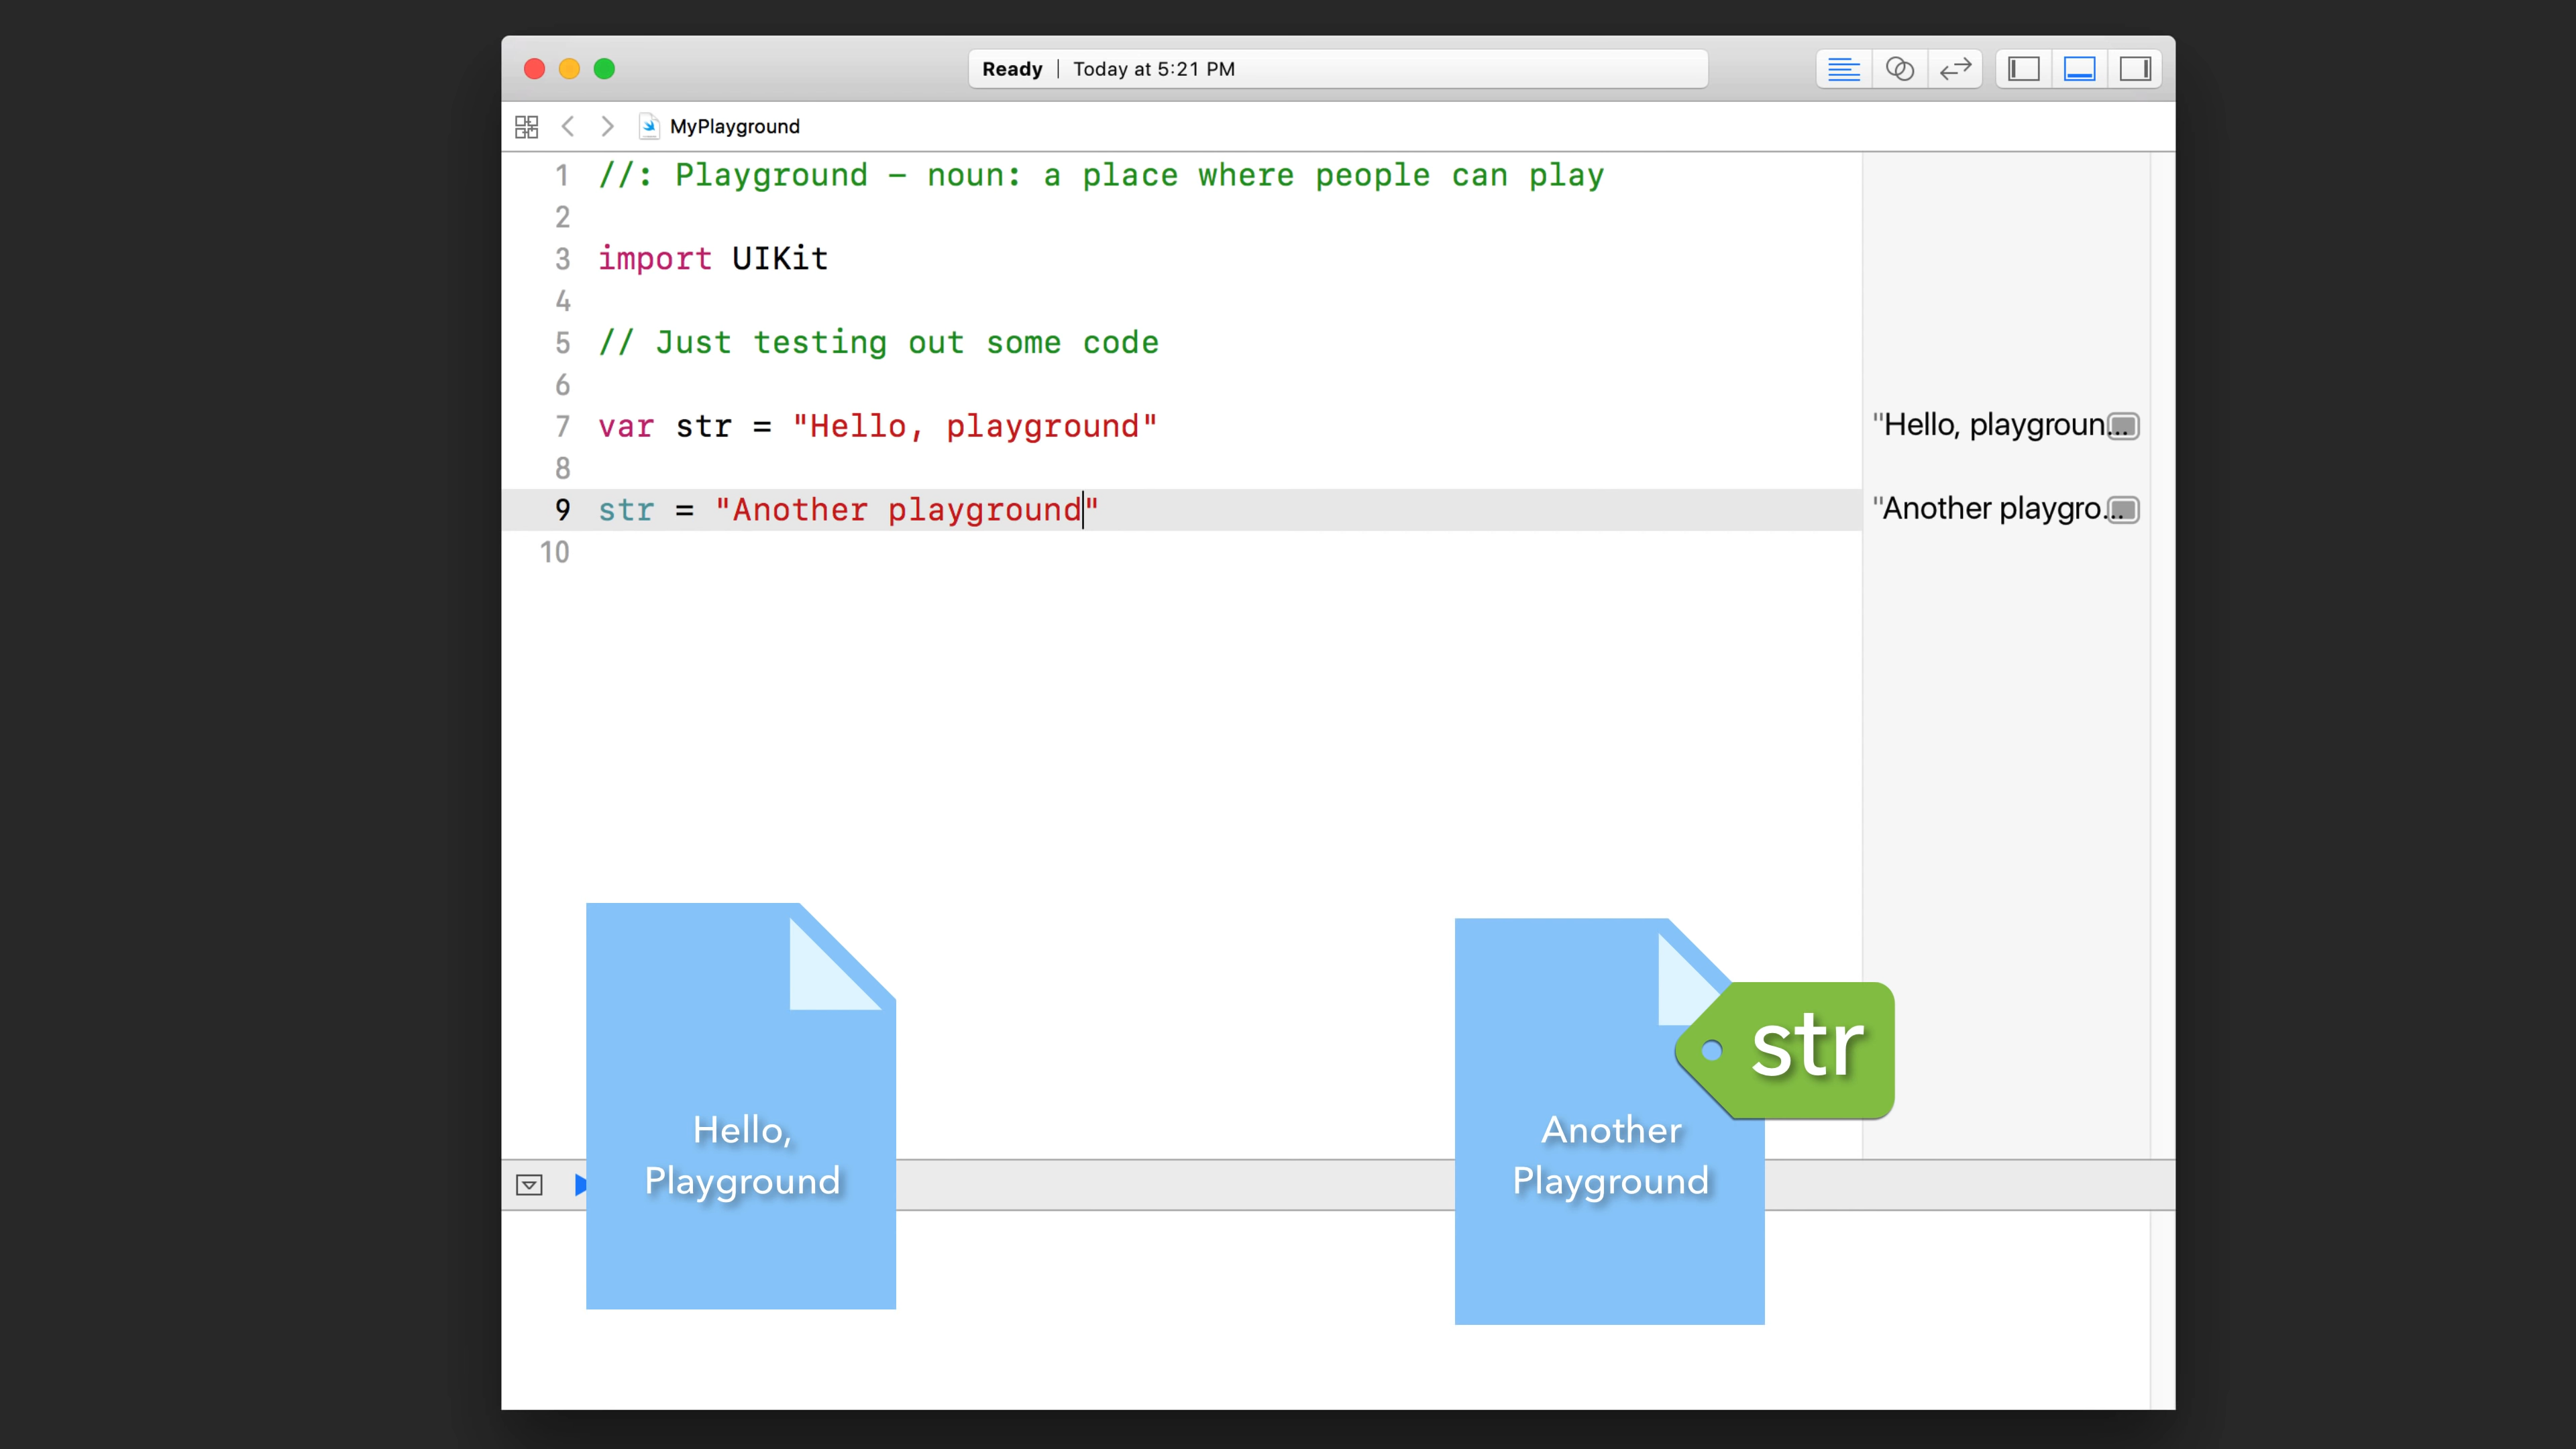 Ready | Today at 5:21 PM
MyPlayground
1 //: Playground – noun: a place where people can play
2
3 import UIKit
4
5 // Just testing out some code
6
7 var str = "Hello, playground"
"Hello, playgroun...
8
9 str = "Another playground"
"Another playgro...
10
Hello,
Playground
str
Another
Playground